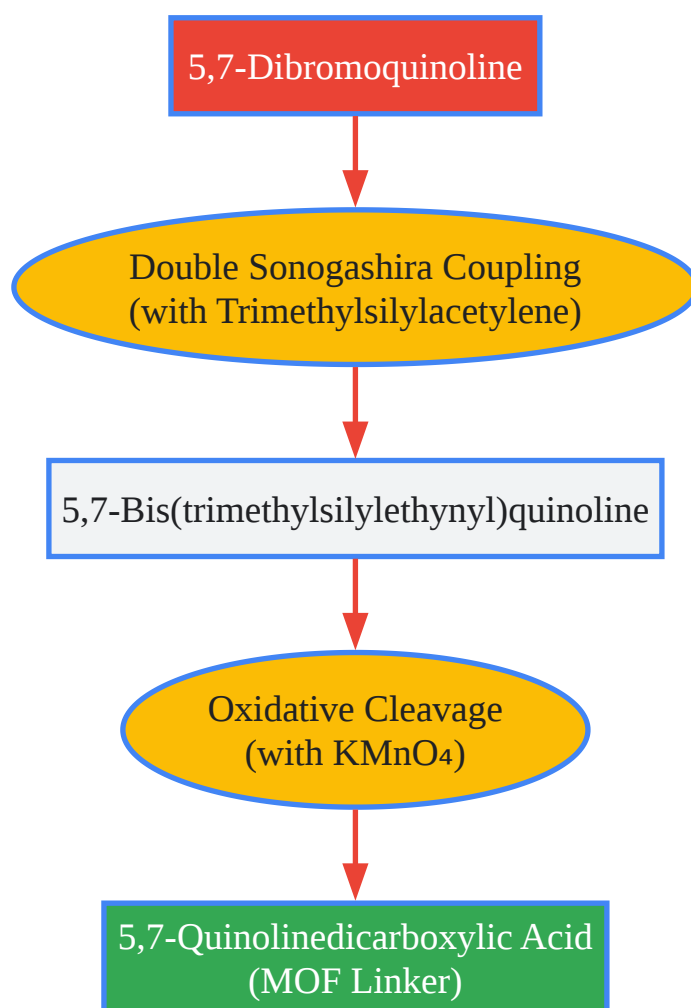 5,7-Dibromoquinoline
Double Sonogashira Coupling
(with Trimethylsilylacetylene)
5,7-Bis(trimethylsilylethynyl)quinoline
Oxidative Cleavage
(with KMnO₄)
5,7-Quinolinedicarboxylic Acid
(MOF Linker)